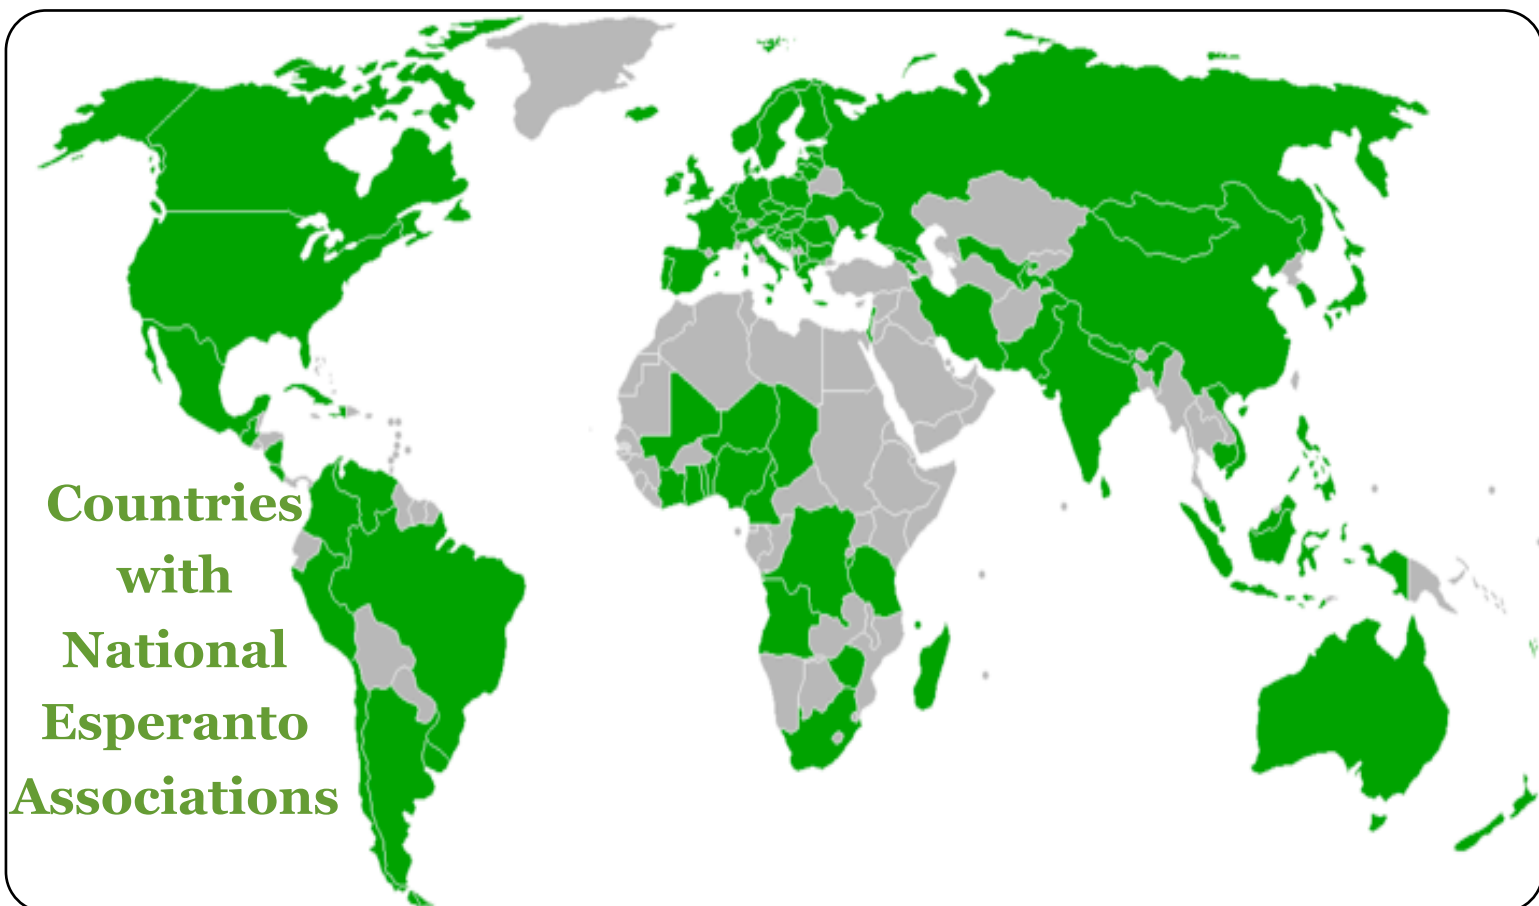 Countries
with
National
Esperanto
Associations